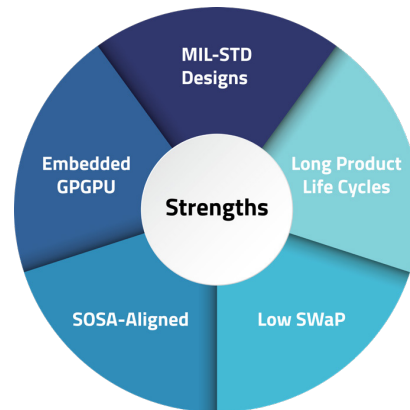 MIL-STD
Designs
Embedded
GPGPU
Long Product
Life Cycles
Strengths
SOSA-Aligned
Low SWaP